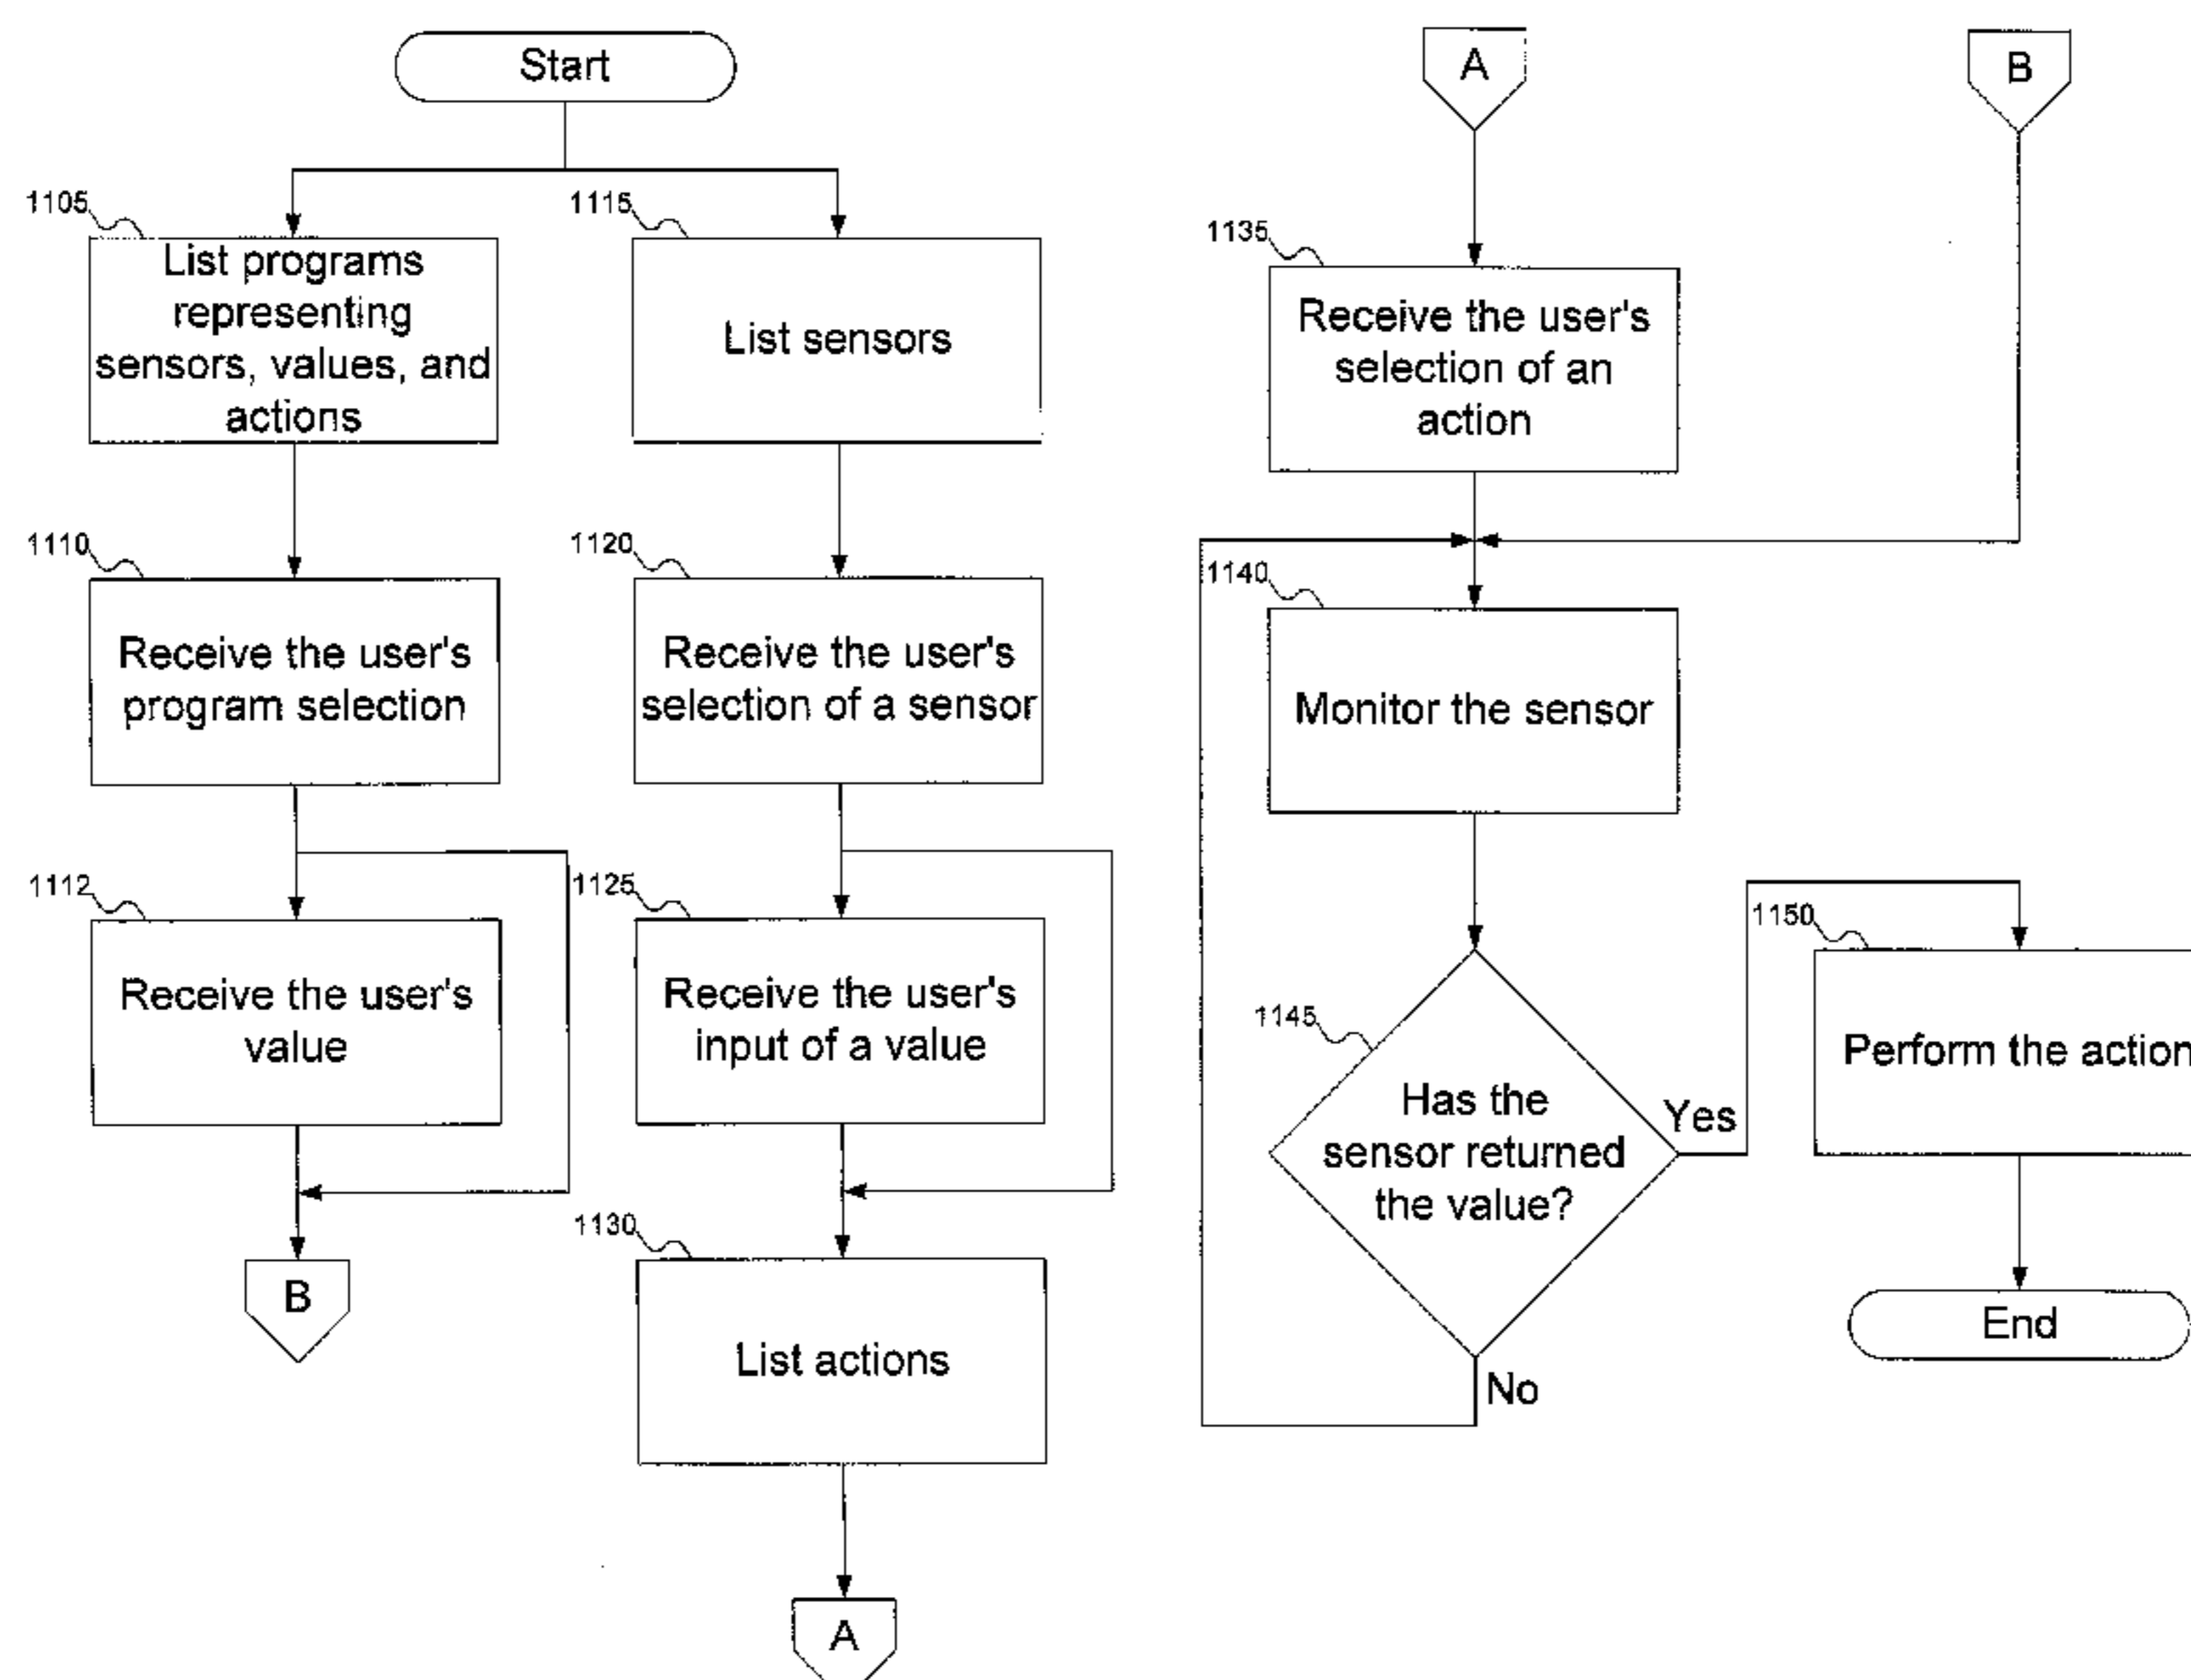 Start
1105
List programs
representing
sensors, values, and
actions
1110
Receive the user's
program selection
1112
Receive the user's
value
B
1115
List sensors
1120
Receive the user's
selection of a sensor
1125
Receive the user's
input of a value
1130
List actions
A
A
B
1135
Receive the user's
selection of an
action
1140
Monitor the sensor
1145
Has the
sensor returned
the value?
Yes
No
1150
Perform the action
End